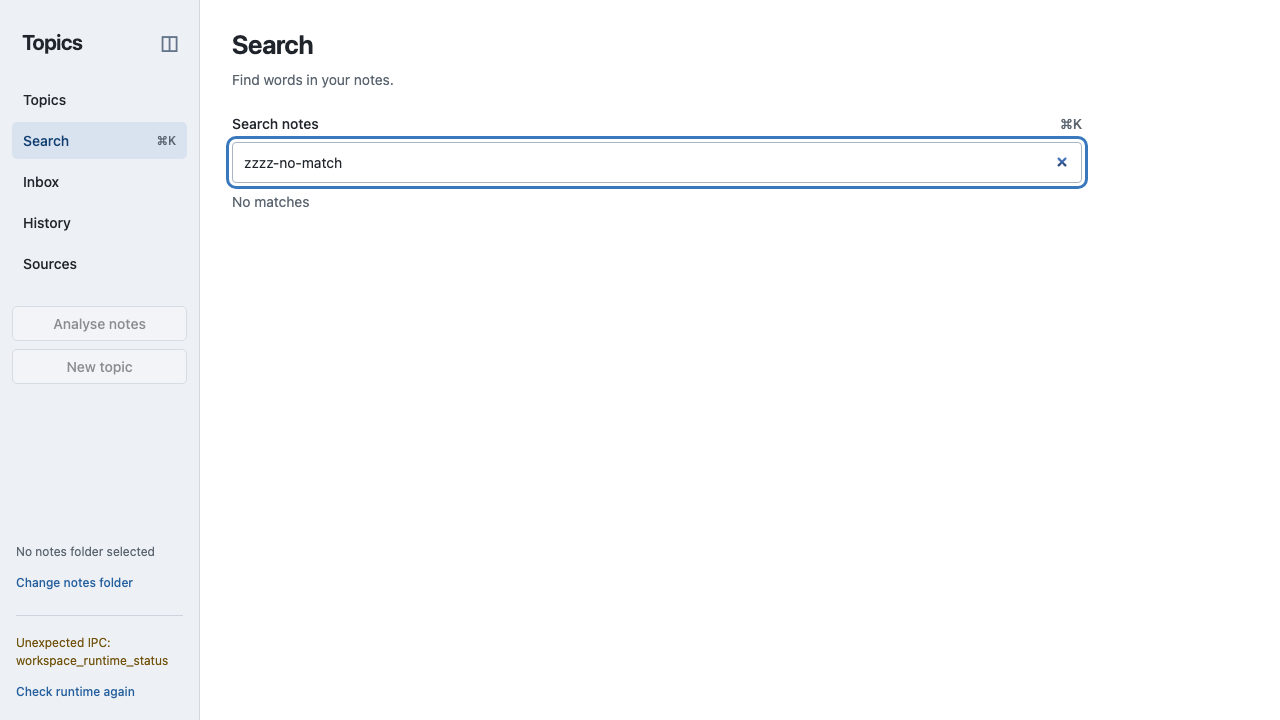 Topics
Topics
Search ⌘K
Inbox
History
Sources
Analyse notes
New topic
No notes folder selected
Change notes folder
Unexpected IPC:
workspace_runtime_status
Check runtime again
Search
Find words in your notes.
Search notes ⌘K
zzzz-no-match
No matches